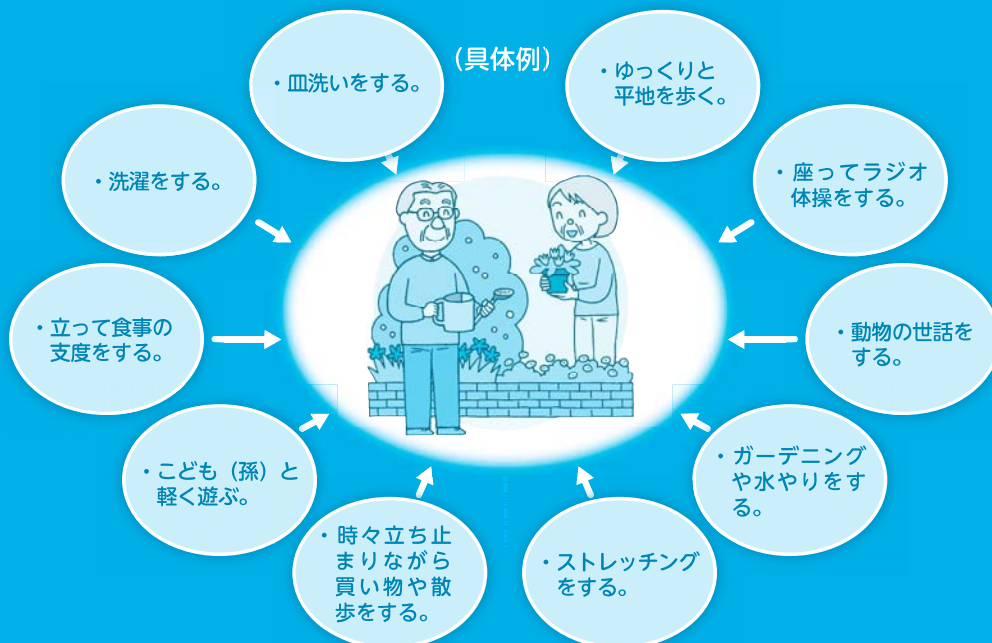 （具体例）
・皿洗いをする。
・ゆっくりと
平地を歩く。
・洗濯をする。
・座ってラジオ
体操をする。
・立って食事の
支度をする。
・動物の世話を
する。
・こども（孫）と
軽く遊ぶ。
・ガーデニング
や水やりをす
る。
・時々立ち止
まりながら
買い物や散
歩をする。
・ストレッチング
をする。